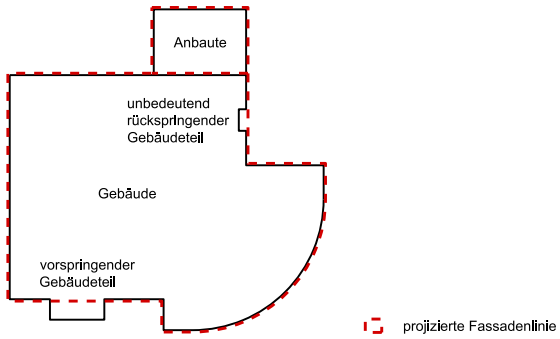 Anbaute
unbedeutend
rückspringender
Gebäudeteil
Gebäude
vorspringender
Gebäudeteil
projizierte Fassadenlinie